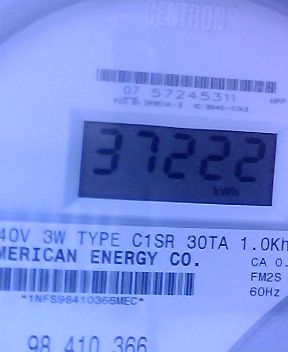 CENTRON®
07 57245311
HPP
37222
kWh
40V 3W TYPE C1SR 30TA 1.0Kh
MERICAN ENERGY CO.
CA 0.
FM2S
60Hz
*1NFS98410366MEC*
98 410 366